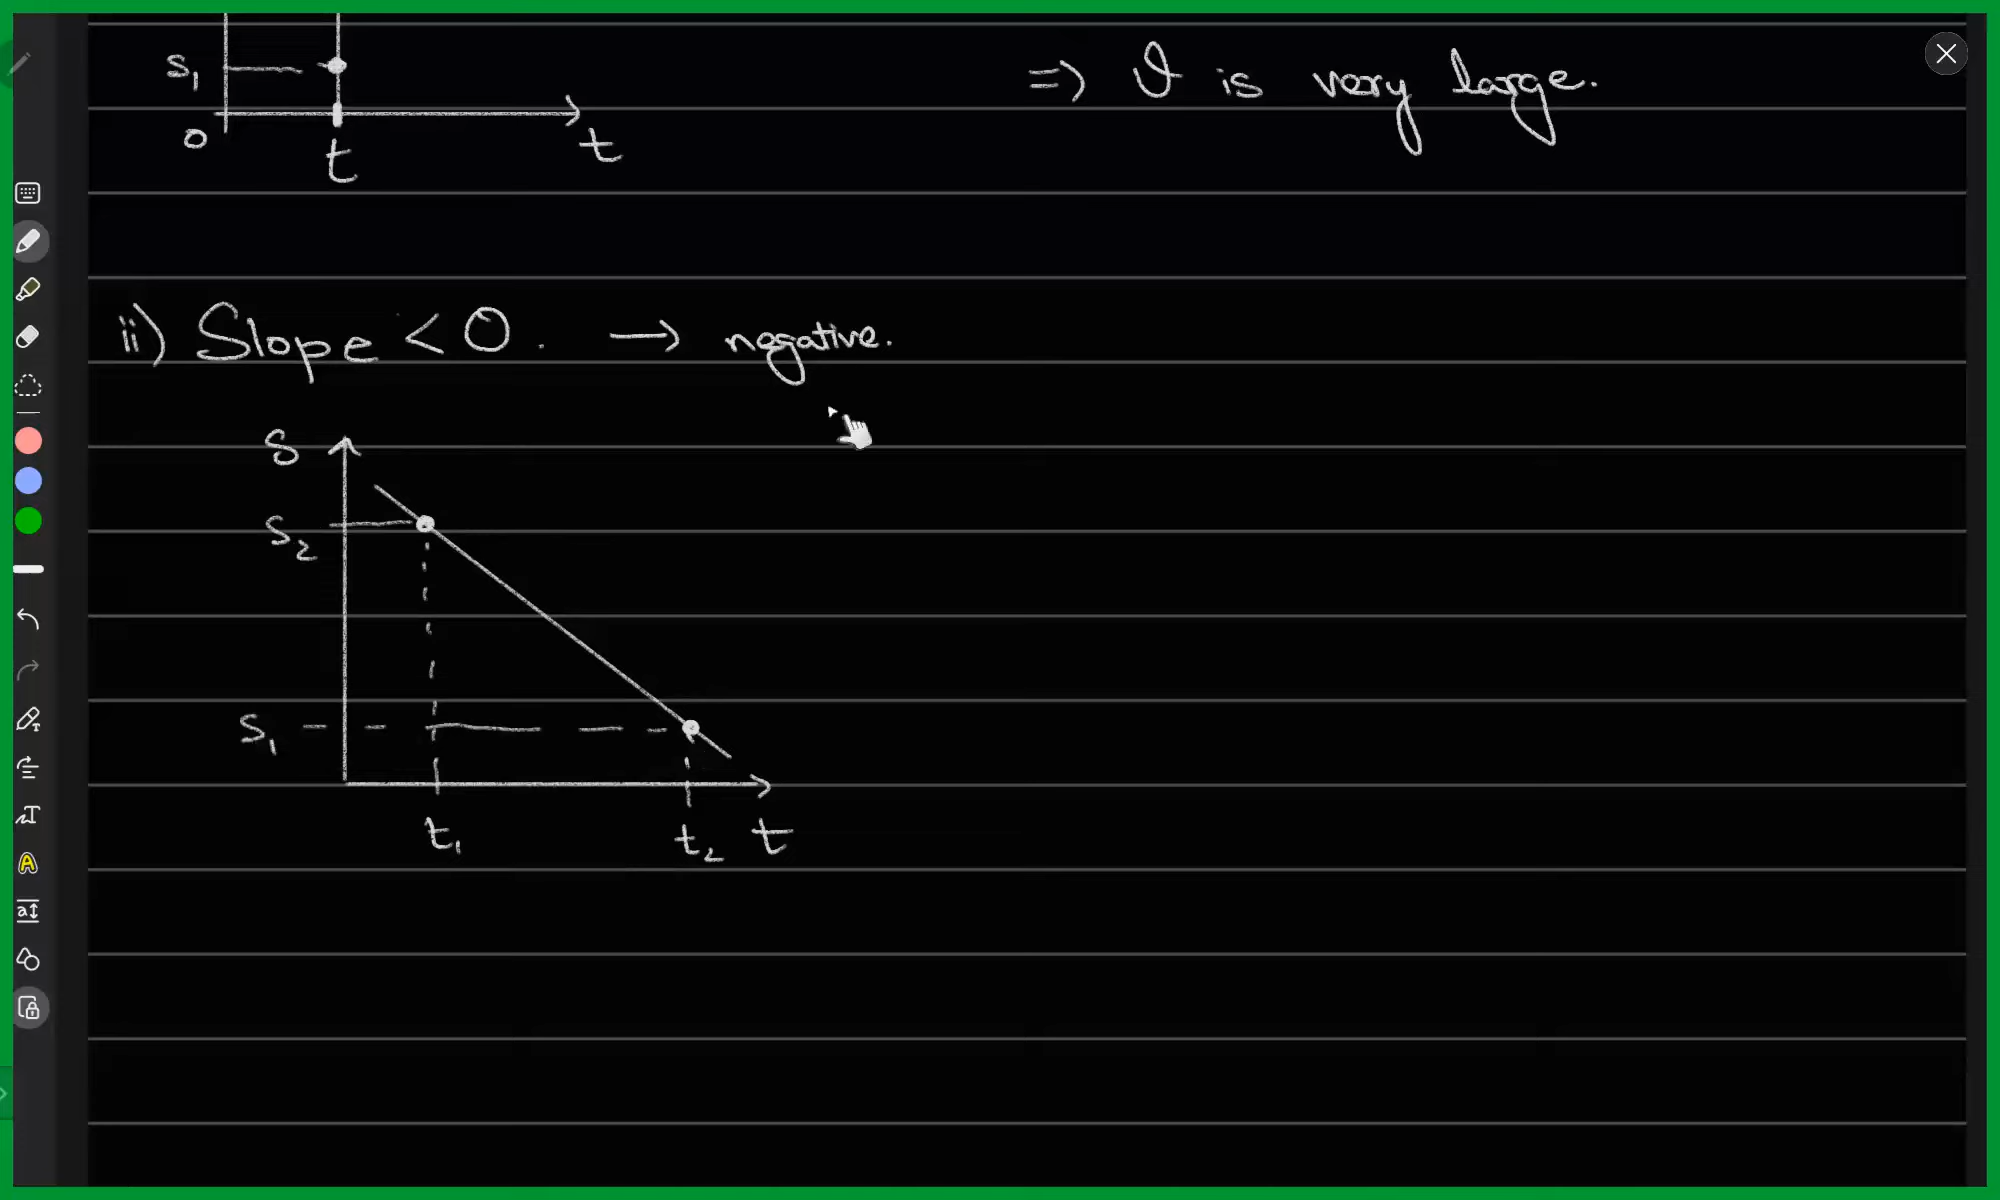 S₁
=> v is very large.
0
t
t
ii) Slope < 0. → negative.
S
S₂
S₁
t₁ t₂ t